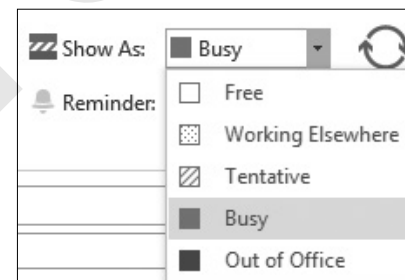 Show As: Busy
Reminder:
Free
Working Elsewhere
Tentative
Busy
Out of Office